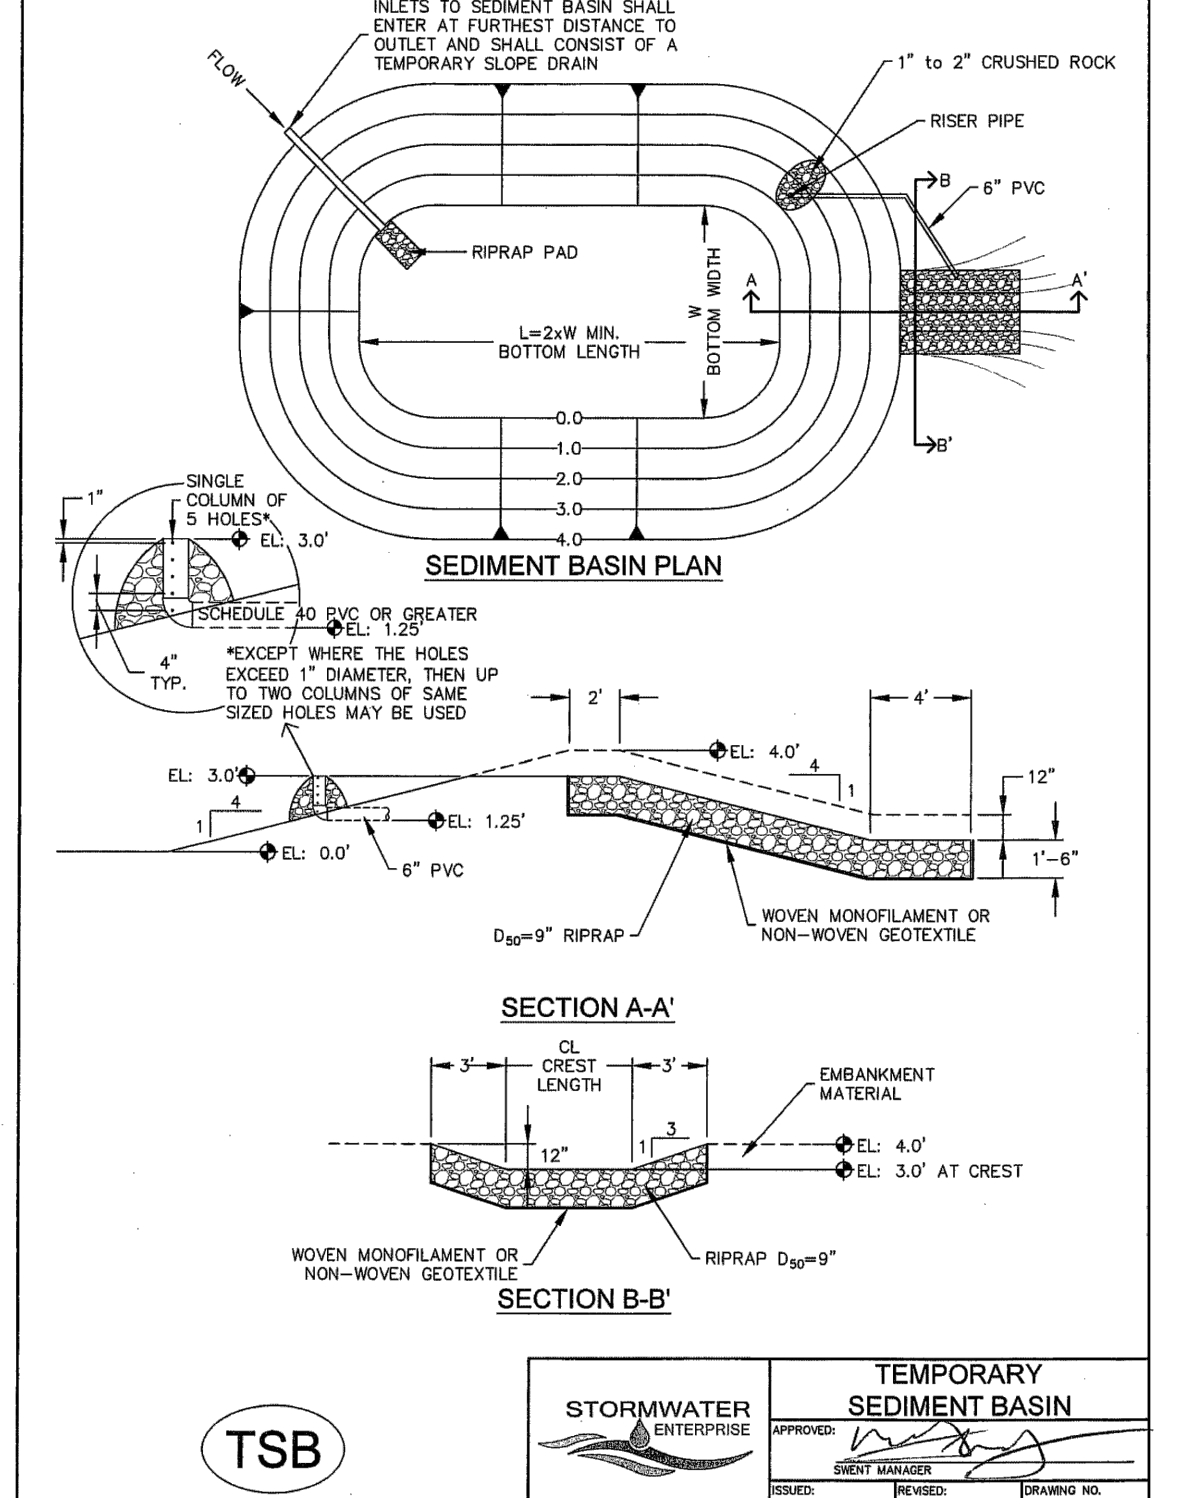 INLETS TO SEDIMENT BASIN SHALL
ENTER AT FURTHEST DISTANCE TO
OUTLET AND SHALL CONSIST OF A
TEMPORARY SLOPE DRAIN
FLOW
1" to 2" CRUSHED ROCK
RISER PIPE
B
6" PVC
RIPRAP PAD
W
BOTTOM WIDTH
A
A'
L=2xW MIN.
BOTTOM LENGTH
0.0
1.0
B'
2.0
3.0
4.0
SEDIMENT BASIN PLAN
1"
SINGLE
COLUMN OF
5 HOLES*
EL: 3.0'
SCHEDULE 40 PVC OR GREATER
EL: 1.25'
4"
TYP.
*EXCEPT WHERE THE HOLES
EXCEED 1" DIAMETER, THEN UP
TO TWO COLUMNS OF SAME
SIZED HOLES MAY BE USED
2'
4'
EL: 4.0'
EL: 3.0'
4
1
12"
4
1
EL: 1.25'
EL: 0.0'
6" PVC
1'-6"
WOVEN MONOFILAMENT OR
NON-WOVEN GEOTEXTILE
D50=9" RIPRAP
SECTION A-A'
CL
CREST
LENGTH
3'
3'
EMBANKMENT
MATERIAL
3
1
12"
EL: 4.0'
EL: 3.0' AT CREST
WOVEN MONOFILAMENT OR
NON-WOVEN GEOTEXTILE
RIPRAP D50=9"
SECTION B-B'
TSB
STORMWATER
ENTERPRISE
TEMPORARY
SEDIMENT BASIN
APPROVED:
SWENT MANAGER
ISSUED:
REVISED:
DRAWING NO.